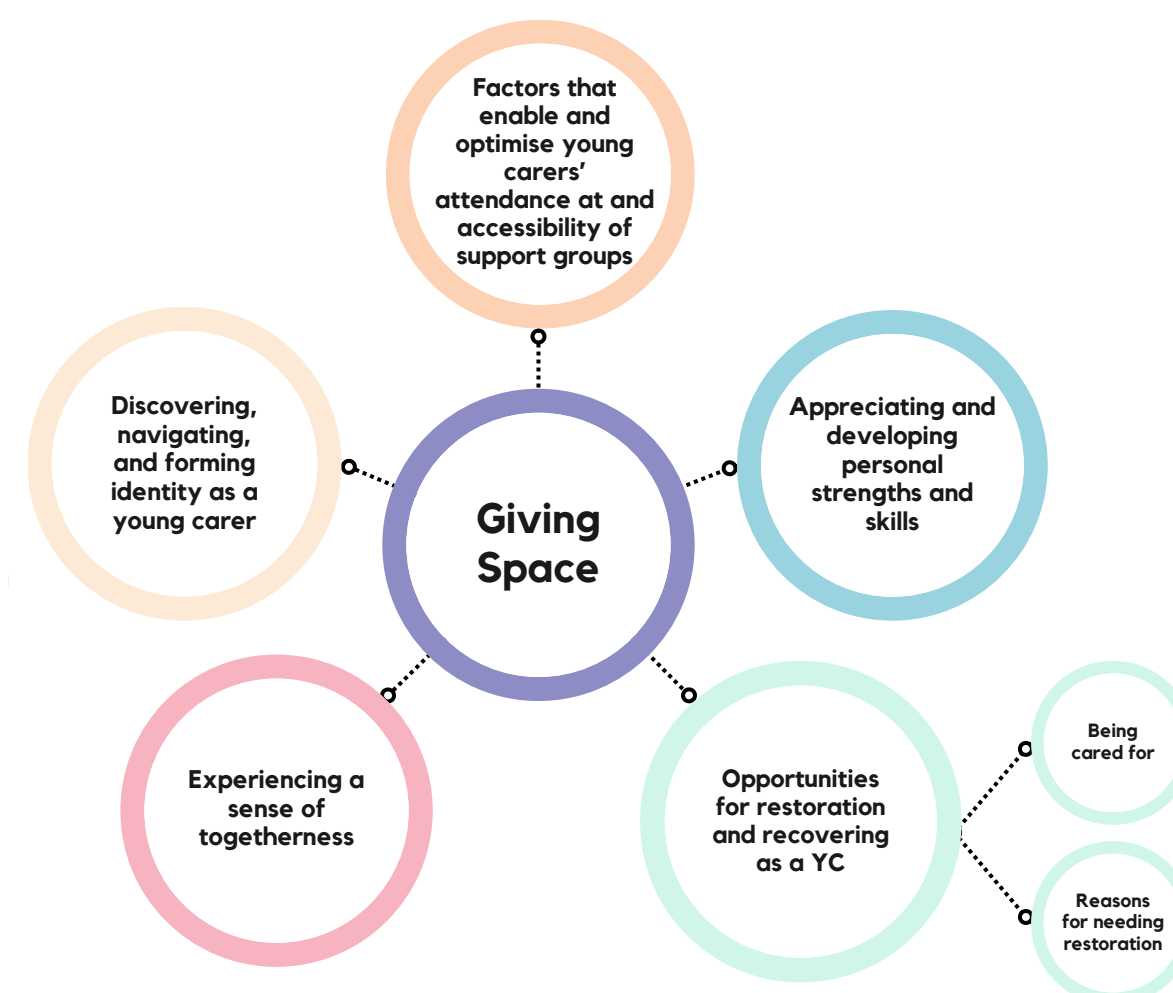 Factors that
enable and
optimise young
carers’
attendance at and
accessibility of
support groups
Discovering,
navigating,
and forming
identity as a
young carer
Appreciating and
developing
personal
strengths and
skills
Giving
Space
Experiencing a
sense of
togetherness
Opportunities
for restoration
and recovering
as a YC
Being
cared for
Reasons
for needing
restoration